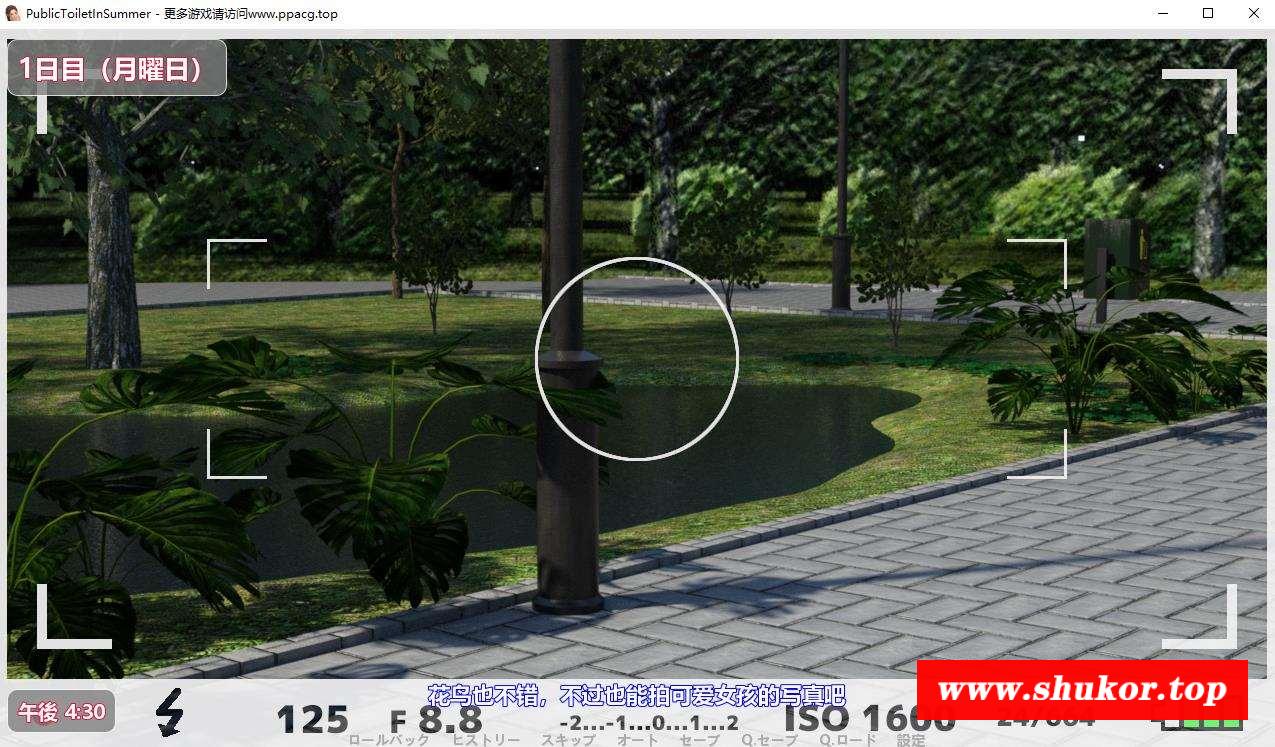 PublicToiletInSummer - 更多游戏请访问www.ppacg.top
1日目（月曜日）
花鸟也不错，不过也能拍可爱女孩的写真吧
www.shukor.top
午後 4:30
125
F 8.8
-2...-1...0...1...2
ISO 1600
24/064
ロールバック ヒストリー スキップ オート セーブ Q.セーブ Q.ロード 設定